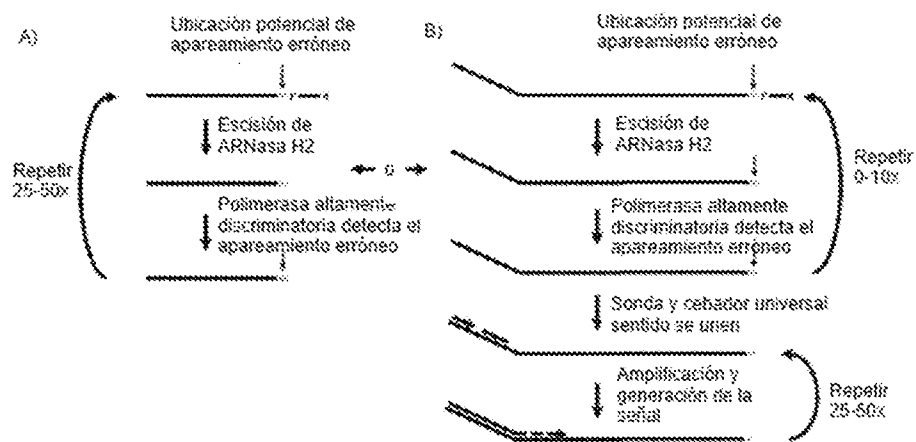 A)
Ubicación potencial de
apareamiento erróneo
Escisión de
ARNasa H2
Repetir
25-50x
Polimerasa altamente
discriminatoria detecta el
apareamiento erróneo
o
B)
Ubicación potencial de
apareamiento erróneo
Escisión de
ARNasa H2
Repetir
0-10x
Polimerasa altamente
discriminatoria detecta el
apareamiento erróneo
Sonda y cebador universal
sentido se unen
Amplificación y
generación de la
señal
Repetir
25-50x